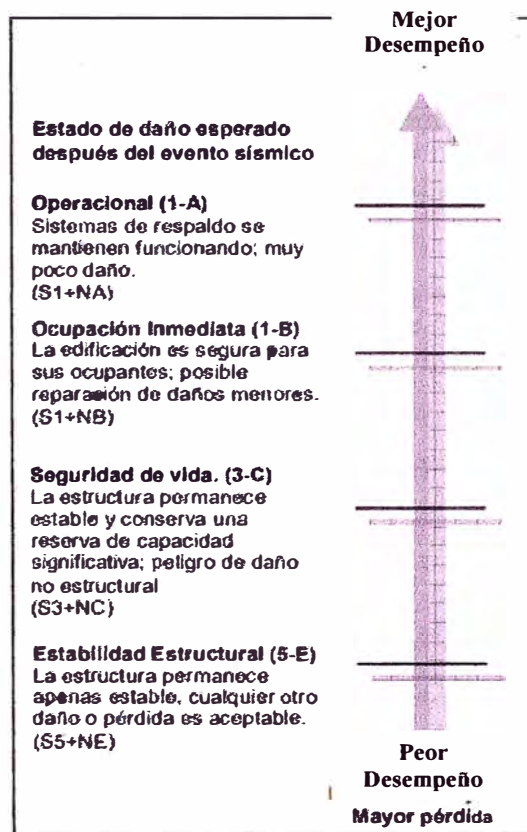 Mejor
Desempeño
Estado de daño esperado
después del evento sísmico
Operacional (1-A)
Sistemas de respaldo se
mantienen funcionando; muy
poco daño.
(S1+NA)
Ocupación Inmediata (1-B)
La edificación es segura para
sus ocupantes; posible
reparación de daños menores.
(S1+NB)
Seguridad de vida. (3-C)
La estructura permanece
estable y conserva una
reserva de capacidad
significativa; peligro de daño
no estructural
(S3+NC)
Estabilidad Estructural (5-E)
La estructura permanece
apenas estable, cualquier otro
daño o pérdida es aceptable.
(S5+NE)
Peor
Desempeño
Mayor pérdida